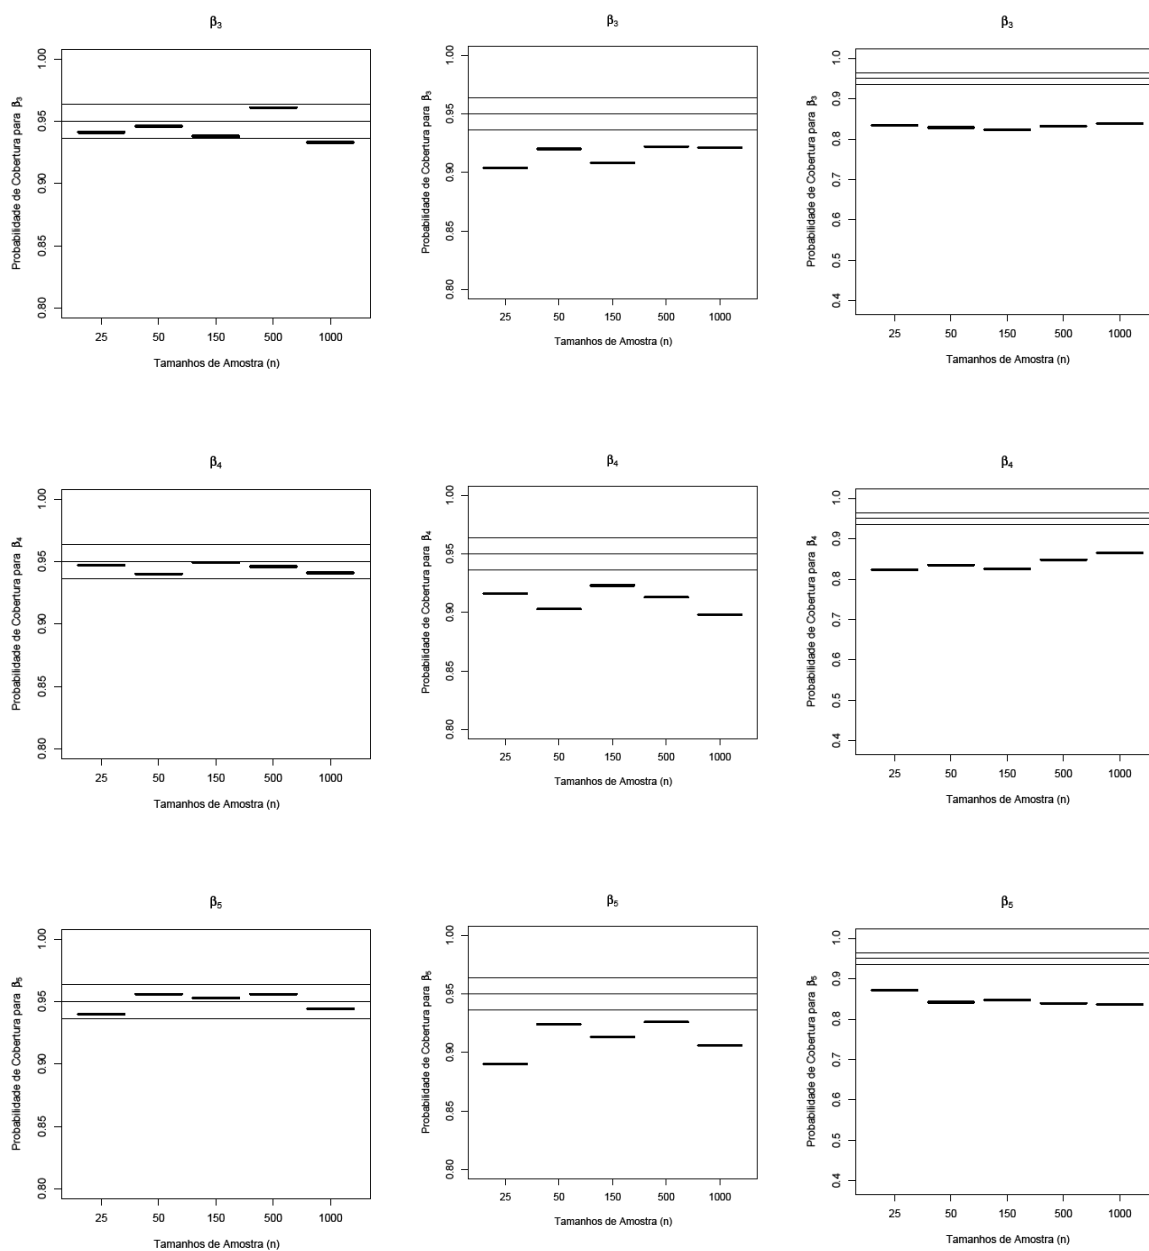 β3
Probabilidade de Cobertura para β3
1.00
0.95
0.90
0.85
0.80
25 50 150 500 1000
Tamanhos de Amostra (n)
β3
Probabilidade de Cobertura para β3
1.00
0.95
0.90
0.85
0.80
25 50 150 500 1000
Tamanhos de Amostra (n)
β3
Probabilidade de Cobertura para β3
1.0
0.9
0.8
0.7
0.6
0.5
0.4
25 50 150 500 1000
Tamanhos de Amostra (n)
β4
Probabilidade de Cobertura para β4
1.00
0.95
0.90
0.85
0.80
25 50 150 500 1000
Tamanhos de Amostra (n)
β4
Probabilidade de Cobertura para β4
1.00
0.95
0.90
0.85
0.80
25 50 150 500 1000
Tamanhos de Amostra (n)
β4
Probabilidade de Cobertura para β4
1.0
0.9
0.8
0.7
0.6
0.5
0.4
25 50 150 500 1000
Tamanhos de Amostra (n)
β5
Probabilidade de Cobertura para β5
1.00
0.95
0.90
0.85
0.80
25 50 150 500 1000
Tamanhos de Amostra (n)
β5
Probabilidade de Cobertura para β5
1.00
0.95
0.90
0.85
0.80
25 50 150 500 1000
Tamanhos de Amostra (n)
β5
Probabilidade de Cobertura para β5
1.0
0.9
0.8
0.7
0.6
0.5
0.4
25 50 150 500 1000
Tamanhos de Amostra (n)